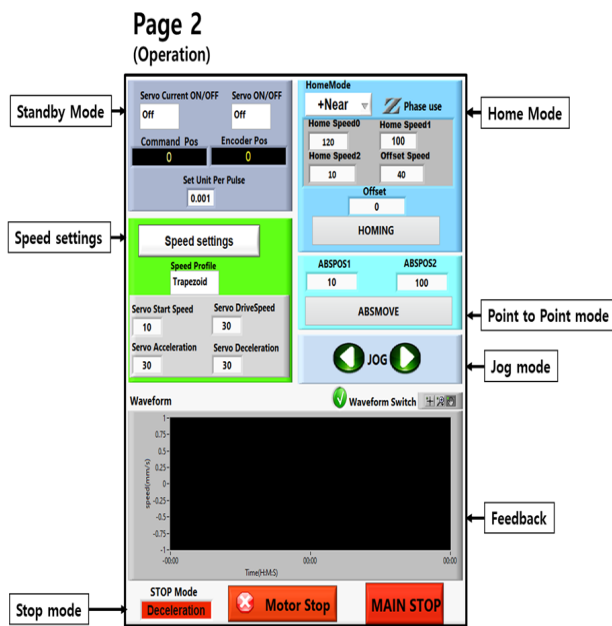 Page 2
(Operation)
Standby Mode
Servo Current ON/OFF
Servo ON/OFF
Off
Off
Command Pos
Encoder Pos
0
0
Set Unit Per Pulse
0.001
HomeMode
+Near
Z Phase use
Home Speed0
Home Speed1
120
100
Home Speed2
Offset Speed
10
40
Offset
0
HOMING
Home Mode
Speed settings
Speed settings
Speed Profile
Trapezoid
Servo Start Speed
Servo DriveSpeed
10
30
Servo Acceleration
Servo Deceleration
30
30
ABSPOS1
ABSPOS2
10
100
ABSMOVE
Point to Point mode
JOG
Jog mode
Waveform
Waveform Switch
1-
0.75-
0.5-
0.25-
0-
-0.25-
-0.5-
-0.75-
-1-
speed(mm/s)
-00:00
00:00
00:00
Time(H:M:S)
Feedback
Stop mode
STOP Mode
Deceleration
Motor Stop
MAIN STOP